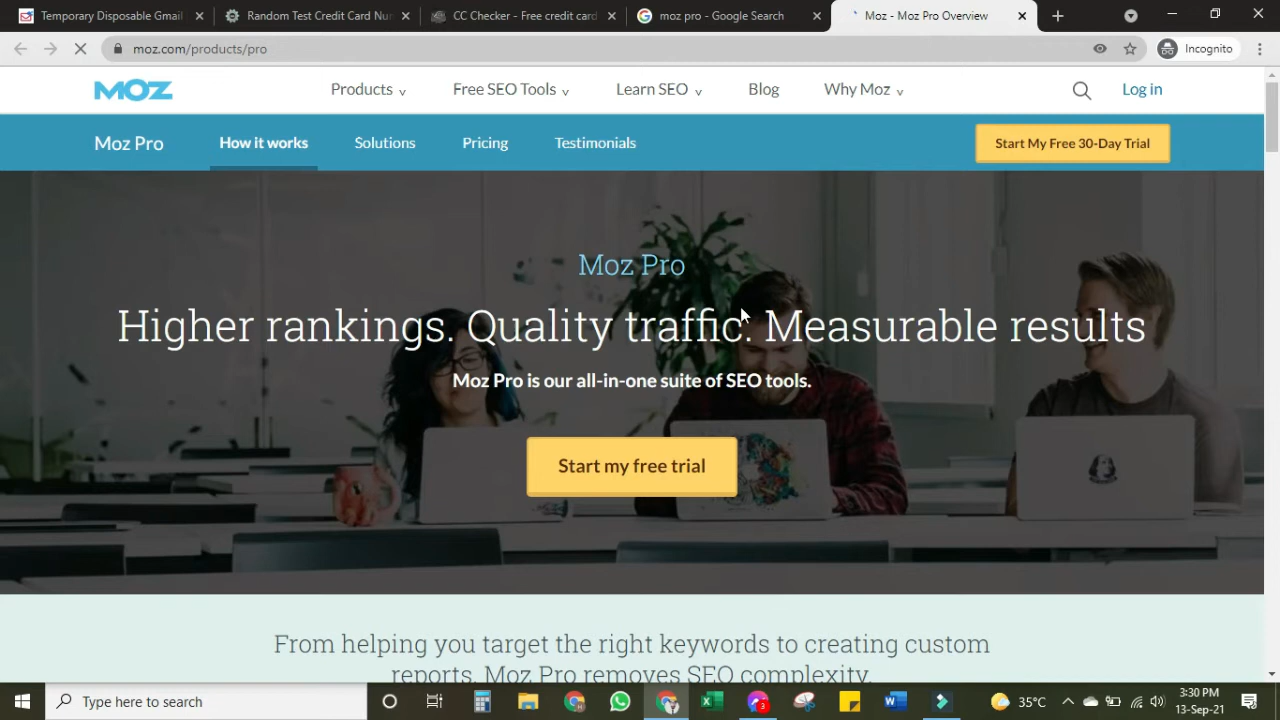 Temporary Disposable Gmail
Random Test Credit Card Nu
CC Checker - Free credit card
moz pro - Google Search
Moz - Moz Pro Overview
moz.com/products/pro
Incognito
MOZ
Products
Free SEO Tools
Learn SEO
Blog
Why Moz
Log in
Moz Pro
How it works
Solutions
Pricing
Testimonials
Start My Free 30-Day Trial
Moz Pro
Higher rankings. Quality traffic. Measurable results
Moz Pro is our all-in-one suite of SEO tools.
Start my free trial
From helping you target the right keywords to creating custom
reports, Moz Pro removes SEO complexity.
Type here to search
3
35°C
3:30 PM
13-Sep-21